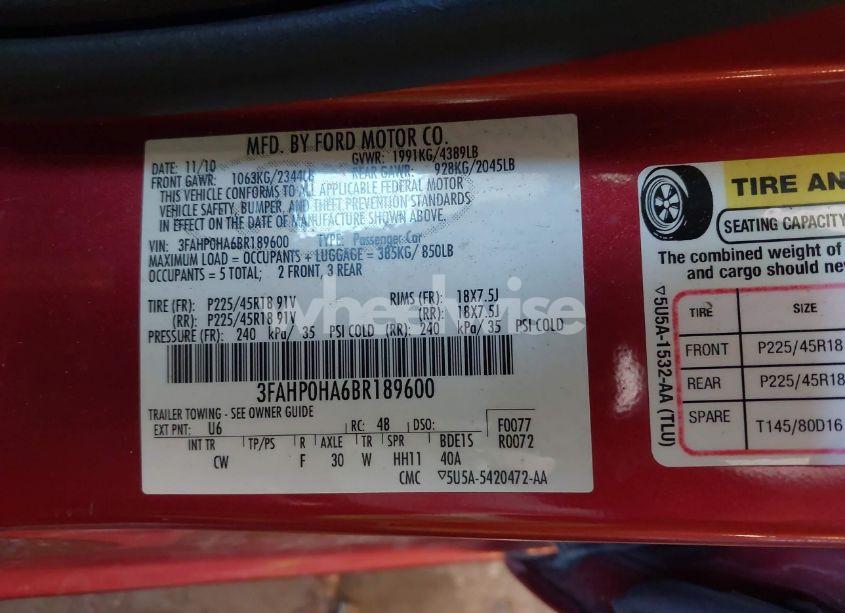 MFD. BY FORD MOTOR CO.
DATE: 11/10 GVWR: 1991KG/4389LB
FRONT GAWR: 1063KG/2344LB REAR GAWR: 928KG/2045LB
THIS VEHICLE CONFORMS TO ALL APPLICABLE FEDERAL MOTOR
VEHICLE SAFETY, BUMPER, AND THEFT PREVENTION STANDARDS
IN EFFECT ON THE DATE OF MANUFACTURE SHOWN ABOVE.
VIN: 3FAHP0HA6BR189600 TYPE: Passenger Car
MAXIMUM LOAD = OCCUPANTS + LUGGAGE = 385KG/ 850LB
OCCUPANTS = 5 TOTAL; 2 FRONT, 3 REAR
TIRE (FR): P225/45R18 91V RIMS (FR): 18X7.5J
(RR): P225/45R18 91V (RR): 18X7.5J
PRESSURE (FR): 240 kPa/ 35 PSI COLD (RR): 240 kPa/ 35 PSI COLD
wheelwise
3FAHP0HA6BR189600
TRAILER TOWING - SEE OWNER GUIDE
EXT PNT: U6 RC: 48 DSO: F0077
R0072
INT TR TP/PS R AXLE TR SPR BDE1S
CW F 30 W HH11 40A
CMC ▽5U5A-5420472-AA
TIRE AN
SEATING CAPACITY
The combined weight of
and cargo should nev
▽5U5A-1532-AA (TLU)
TIRE SIZE
FRONT P225/45R18
REAR P225/45R18
SPARE T145/80D16